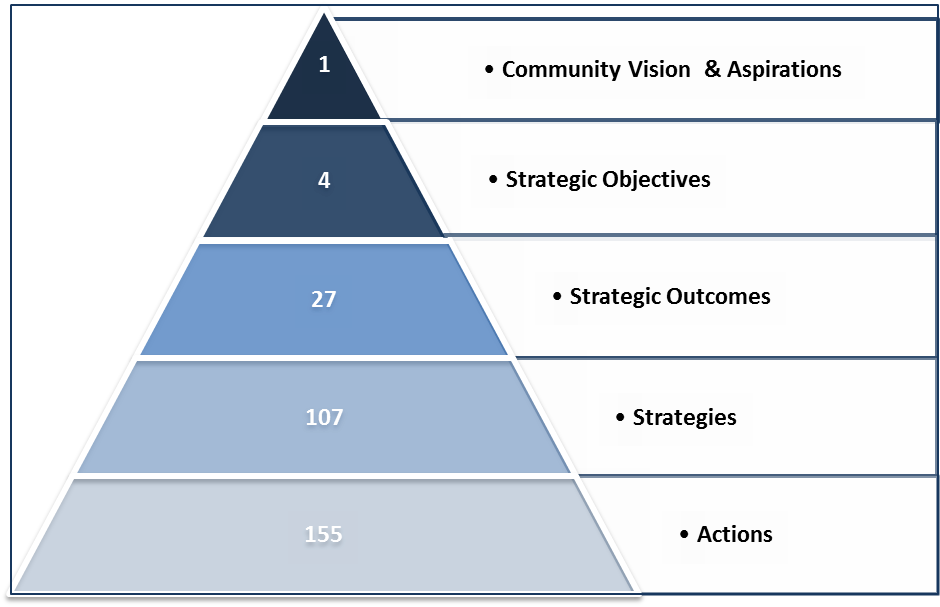 1
• Community Vision & Aspirations
4
• Strategic Objectives
27
• Strategic Outcomes
107
• Strategies
155
• Actions